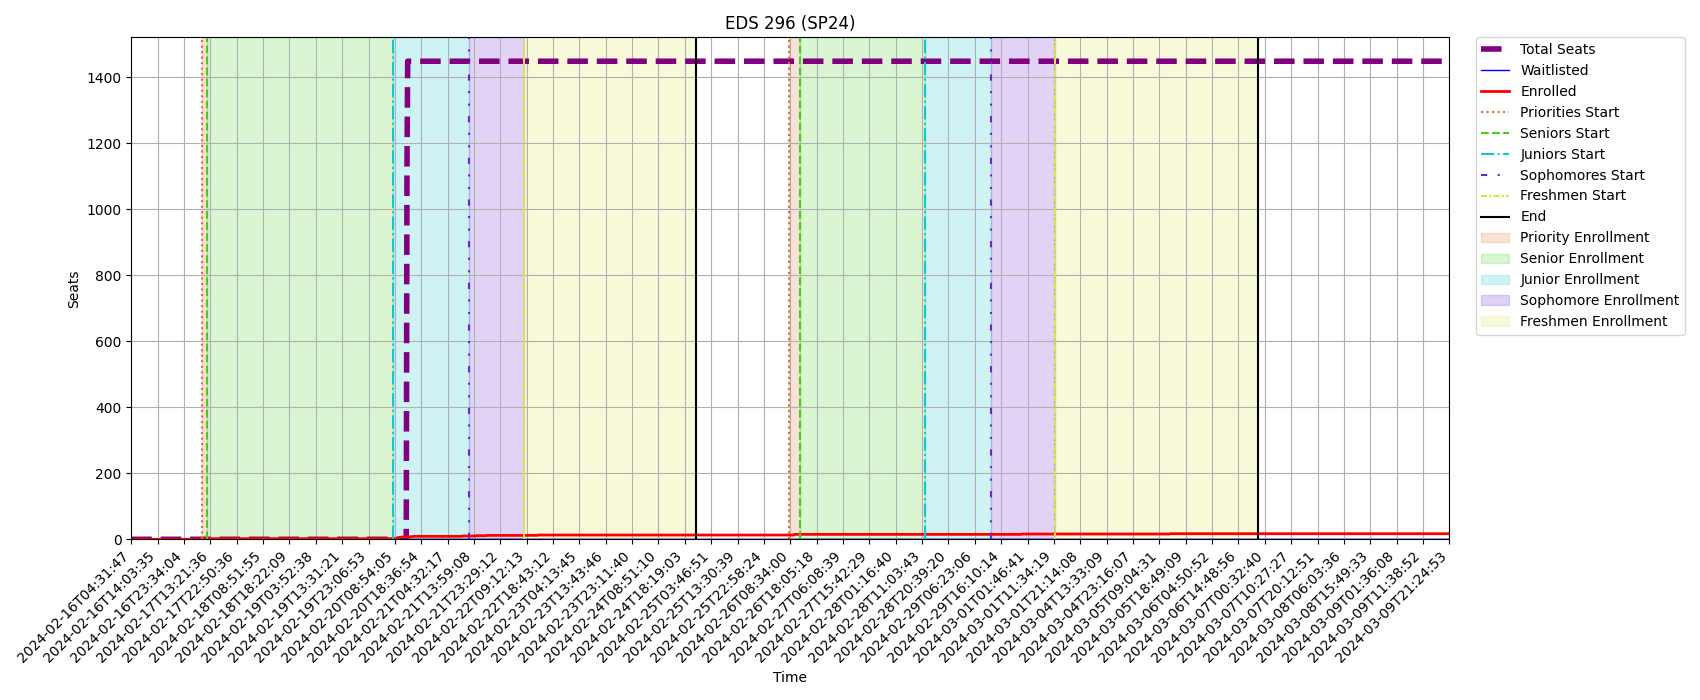 EDS 296 (SP24)
Seats
1400
1200
1000
800
600
400
200
0
2024-02-16T04:31:47
2024-02-16T14:03:35
2024-02-16T23:34:04
2024-02-17T13:21:36
2024-02-17T22:50:36
2024-02-18T08:51:55
2024-02-18T18:22:09
2024-02-19T03:52:38
2024-02-19T13:31:21
2024-02-19T23:06:53
2024-02-20T08:54:05
2024-02-20T18:36:54
2024-02-21T04:32:17
2024-02-21T13:59:08
2024-02-21T23:29:12
2024-02-22T09:12:13
2024-02-22T18:43:12
2024-02-23T04:13:45
2024-02-23T13:43:46
2024-02-23T23:11:40
2024-02-24T08:51:10
2024-02-24T18:19:03
2024-02-25T03:46:51
2024-02-25T13:30:39
2024-02-25T22:58:24
2024-02-26T08:34:00
2024-02-26T18:05:18
2024-02-27T06:08:39
2024-02-27T15:42:29
2024-02-28T01:16:40
2024-02-28T11:03:43
2024-02-28T20:39:20
2024-02-29T06:23:06
2024-02-29T16:10:14
2024-03-01T01:46:41
2024-03-01T11:34:19
2024-03-01T21:14:08
2024-03-04T13:33:09
2024-03-04T23:16:07
2024-03-05T09:04:31
2024-03-05T18:49:09
2024-03-06T04:50:52
2024-03-06T14:48:56
2024-03-07T00:32:40
2024-03-07T10:27:27
2024-03-07T20:12:51
2024-03-08T06:03:36
2024-03-08T15:49:33
2024-03-09T01:36:08
2024-03-09T11:38:52
2024-03-09T21:24:53
Time
Total Seats
Waitlisted
Enrolled
Priorities Start
Seniors Start
Juniors Start
Sophomores Start
Freshmen Start
End
Priority Enrollment
Senior Enrollment
Junior Enrollment
Sophomore Enrollment
Freshmen Enrollment